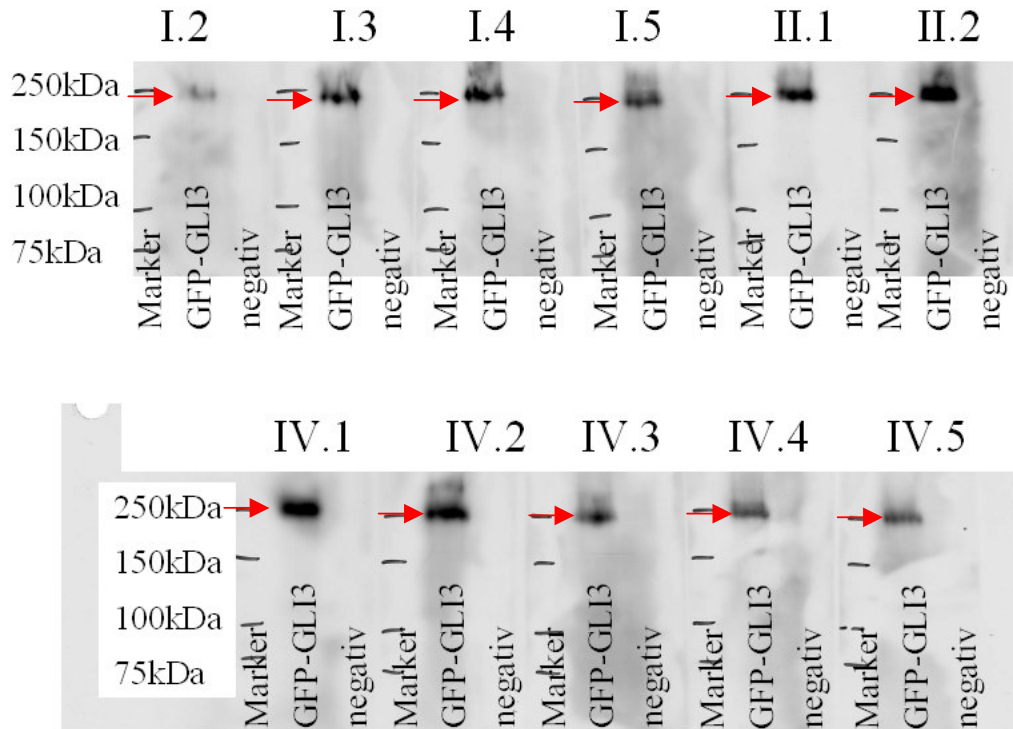 I.2 I.3 I.4 I.5 II.1 II.2
250kDa
150kDa
100kDa
75kDa
Marker GFP-GLI3 negativ Marker GFP-GLI3 negativ Marker GFP-GLI3 negativ Marker GFP-GLI3 negativ Marker GFP-GLI3 negativ Marker GFP-GLI3 negativ
IV.1 IV.2 IV.3 IV.4 IV.5
250kDa
150kDa
100kDa
75kDa
Marker GFP-GLI3 negativ Marker GFP-GLI3 negativ Marker GFP-GLI3 negativ Marker GFP-GLI3 negativ Marker GFP-GLI3 negativ